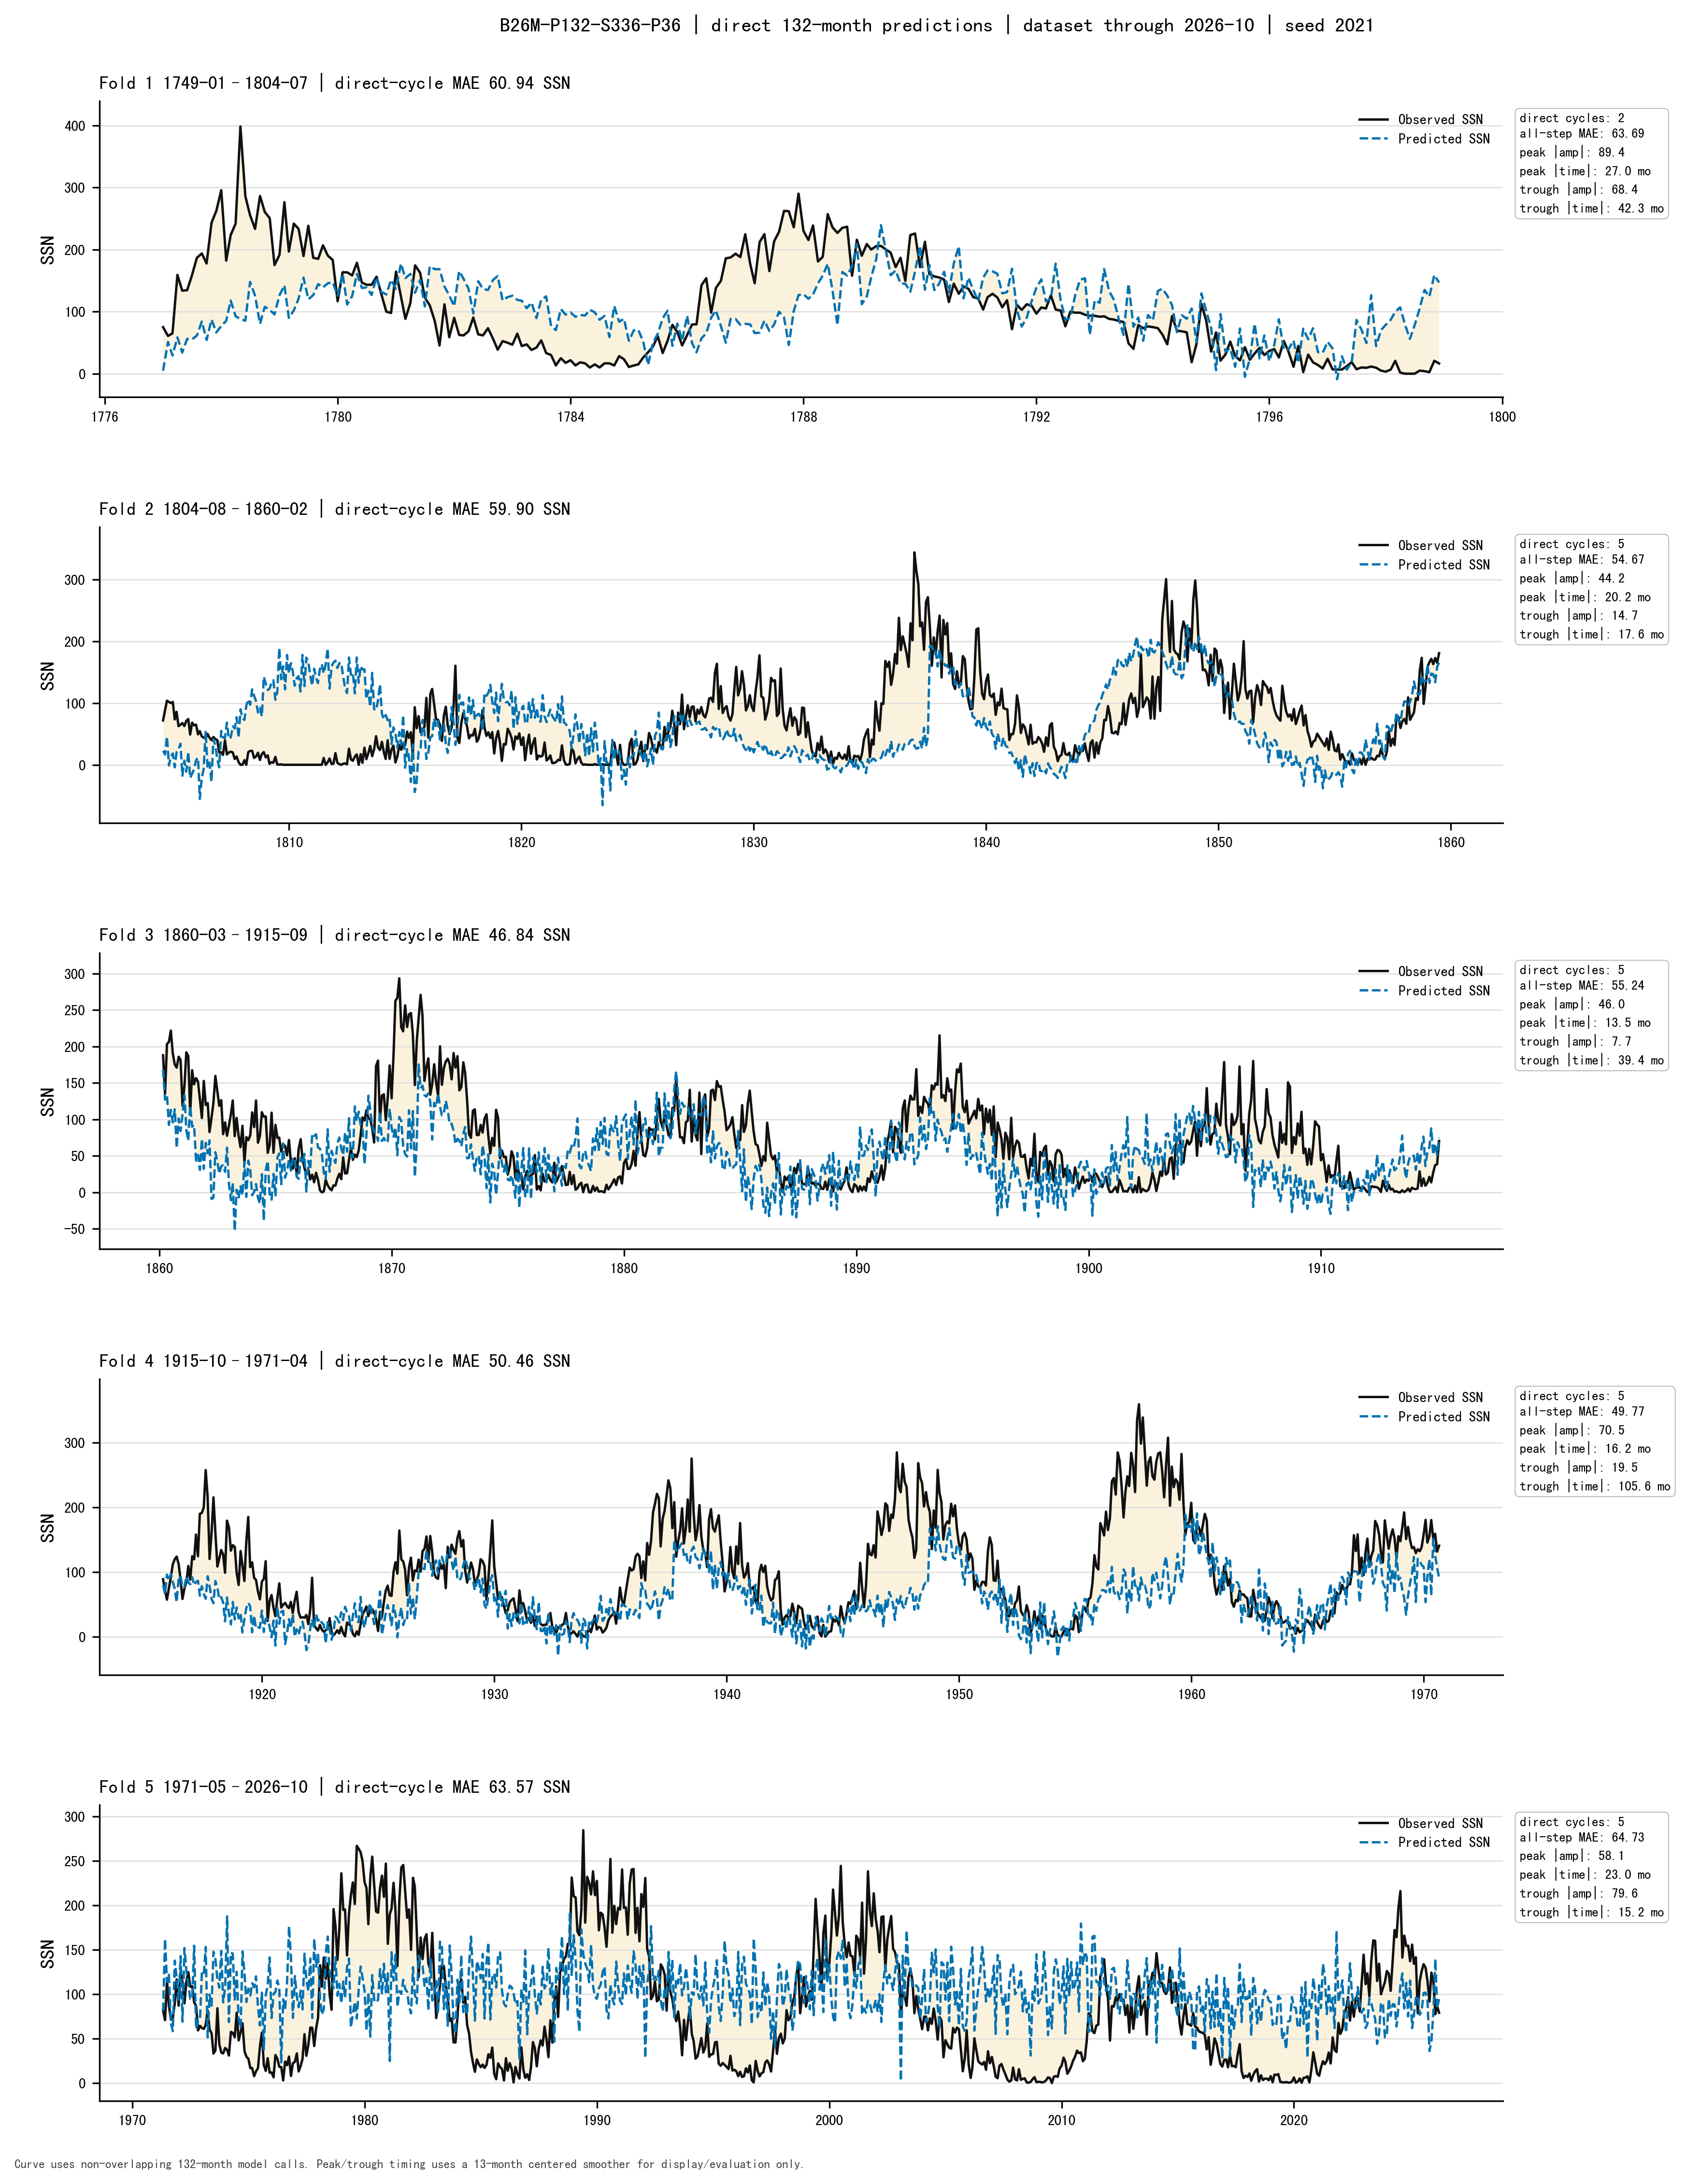 B26M-P132-S336-P36 | direct 132-month predictions | dataset through 2026-10 | seed 2021
Fold 1 1749-01 - 1804-07 | direct-cycle MAE 60.94 SSN
SSN
400
300
200
100
0
1776
1780
1784
1788
1792
1796
1800
Observed SSN
Predicted SSN
direct cycles: 2
all-step MAE: 63.69
peak |amp|: 89.4
peak |time|: 27.0 mo
trough |amp|: 68.4
trough |time|: 42.3 mo
Fold 2 1804-08 - 1860-02 | direct-cycle MAE 59.90 SSN
SSN
300
200
100
0
1810
1820
1830
1840
1850
1860
Observed SSN
Predicted SSN
direct cycles: 5
all-step MAE: 54.67
peak |amp|: 44.2
peak |time|: 20.2 mo
trough |amp|: 14.7
trough |time|: 17.6 mo
Fold 3 1860-03 - 1915-09 | direct-cycle MAE 46.84 SSN
SSN
300
250
200
150
100
50
0
-50
1860
1870
1880
1890
1900
1910
Observed SSN
Predicted SSN
direct cycles: 5
all-step MAE: 55.24
peak |amp|: 46.0
peak |time|: 13.5 mo
trough |amp|: 7.7
trough |time|: 39.4 mo
Fold 4 1915-10 - 1971-04 | direct-cycle MAE 50.46 SSN
SSN
300
200
100
0
1920
1930
1940
1950
1960
1970
Observed SSN
Predicted SSN
direct cycles: 5
all-step MAE: 49.77
peak |amp|: 70.5
peak |time|: 16.2 mo
trough |amp|: 19.5
trough |time|: 105.6 mo
Fold 5 1971-05 - 2026-10 | direct-cycle MAE 63.57 SSN
SSN
300
250
200
150
100
50
0
1970
1980
1990
2000
2010
2020
Observed SSN
Predicted SSN
direct cycles: 5
all-step MAE: 64.73
peak |amp|: 58.1
peak |time|: 23.0 mo
trough |amp|: 79.6
trough |time|: 15.2 mo
Curve uses non-overlapping 132-month model calls. Peak/trough timing uses a 13-month centered smoother for display/evaluation only.